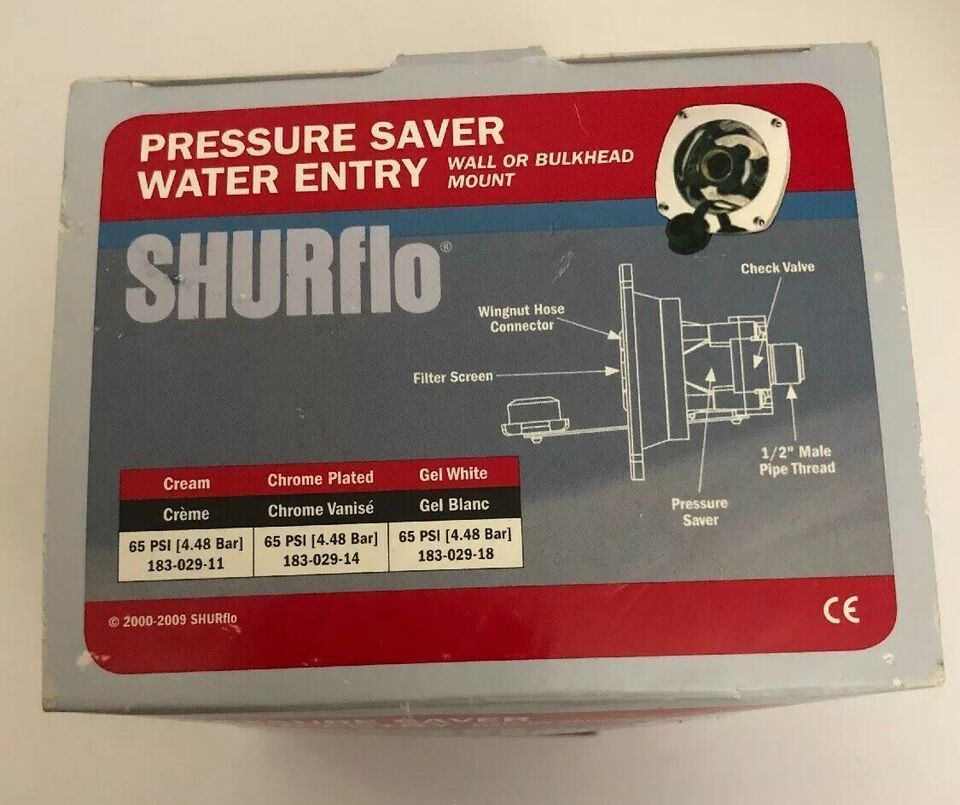 PRESSURE SAVER
WATER ENTRY WALL OR BULKHEAD
MOUNT
SHURflo®
Check Valve
Wingnut Hose
Connector
Filter Screen
1/2" Male
Pipe Thread
Pressure
Saver
Cream Chrome Plated Gel White
Crème Chrome Vanisé Gel Blanc
65 PSI [4.48 Bar] 65 PSI [4.48 Bar] 65 PSI [4.48 Bar]
183-029-11 183-029-14 183-029-18
© 2000-2009 SHURflo
CE
SURE SAVER